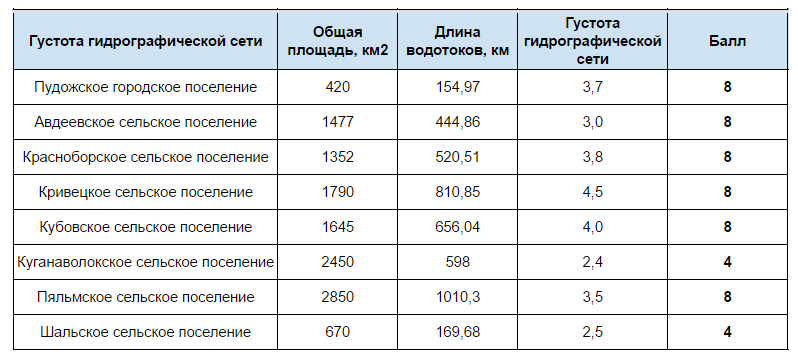 Густота гидрографической сети Общая площадь, км2 Длина водотоков, км Густота гидрографической сети Балл
Пудожское городское поселение 420 154,97 3,7 8
Авдеевское сельское поселение 1477 444,86 3,0 8
Красноборское сельское поселение 1352 520,51 3,8 8
Кривецкое сельское поселение 1790 810,85 4,5 8
Кубовское сельское поселение 1645 656,04 4,0 8
Куганаволокское сельское поселение 2450 598 2,4 4
Пяльмское сельское поселение 2850 1010,3 3,5 8
Шальское сельское поселение 670 169,68 2,5 4